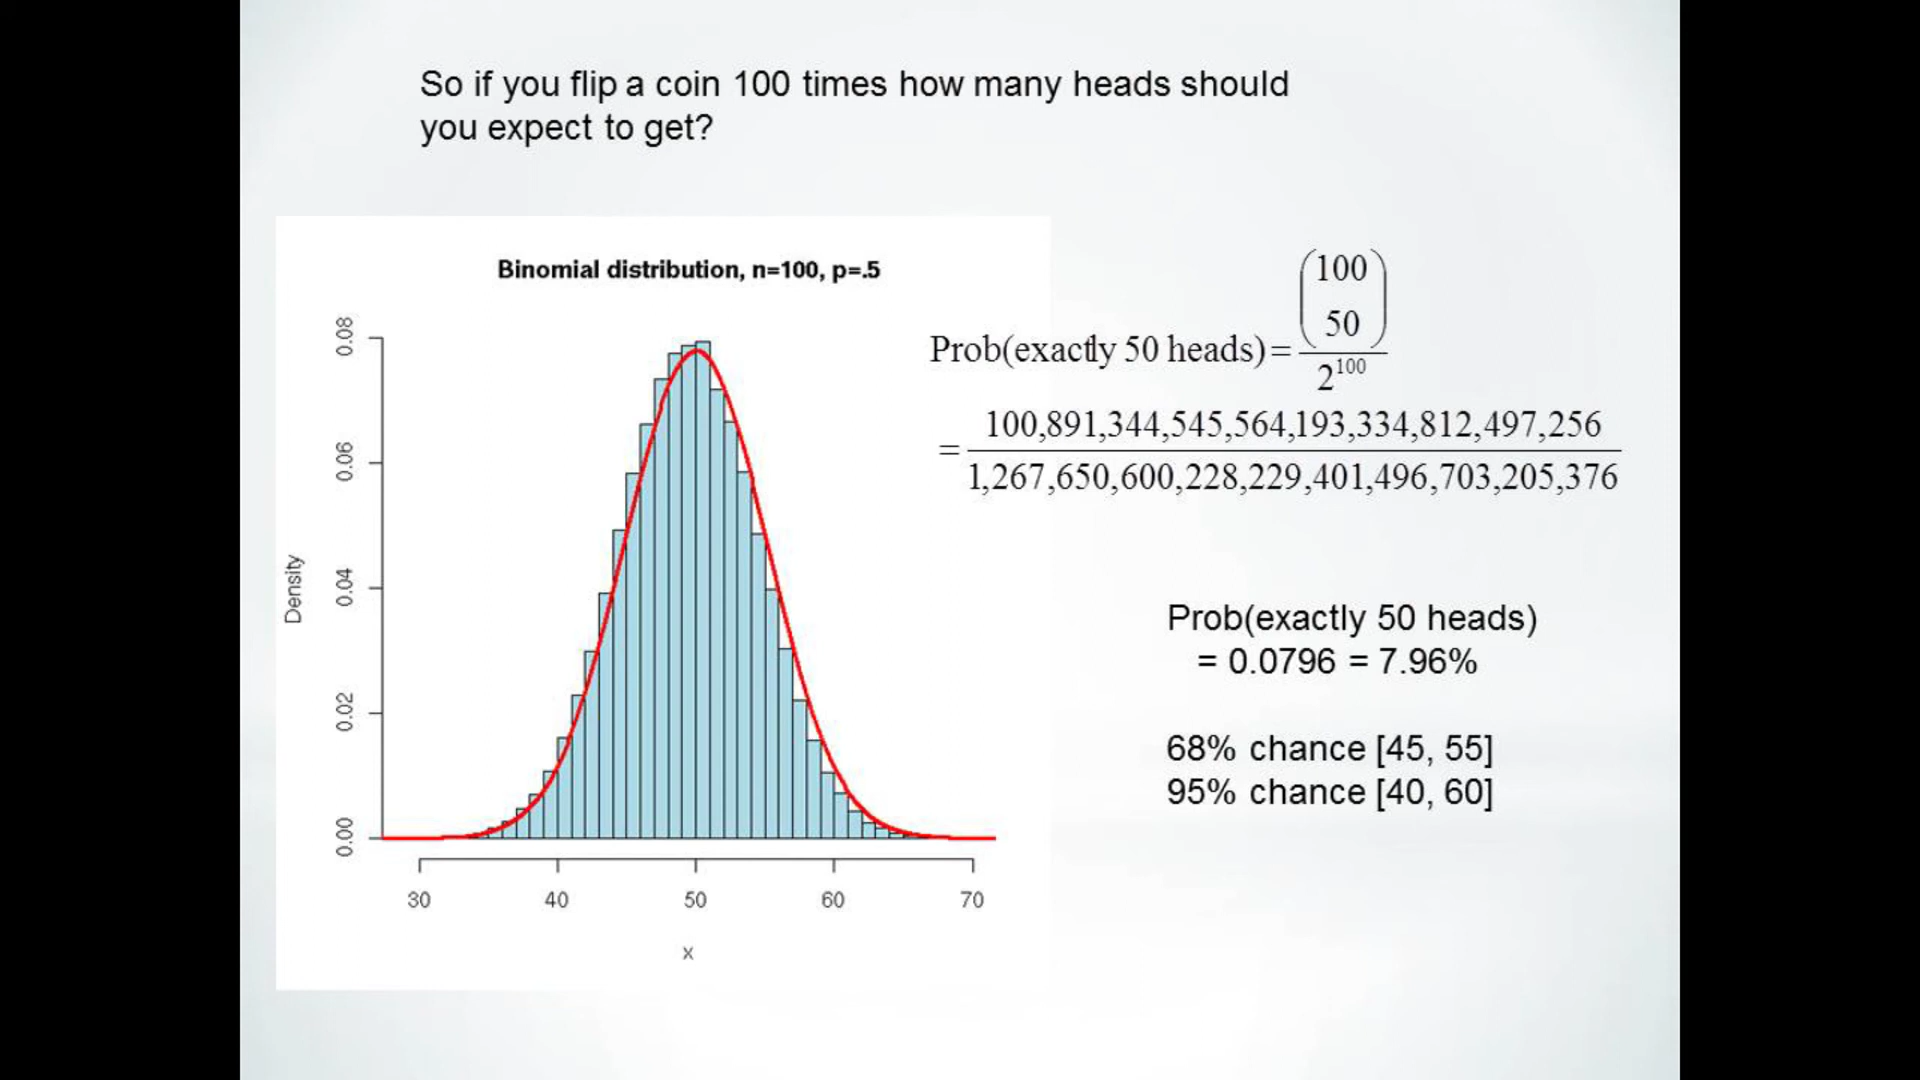 So if you flip a coin 100 times how many heads should
you expect to get?
Binomial distribution, n=100, p=.5
0.08
0.06
0.04
0.02
0.00
Density
30 40 50 60 70
x
100
50
Prob(exactly 50 heads)=
2^100
=
100,891,344,545,564,193,334,812,497,256
1,267,650,600,228,229,401,496,703,205,376
Prob(exactly 50 heads)
= 0.0796 = 7.96%
68% chance [45, 55]
95% chance [40, 60]